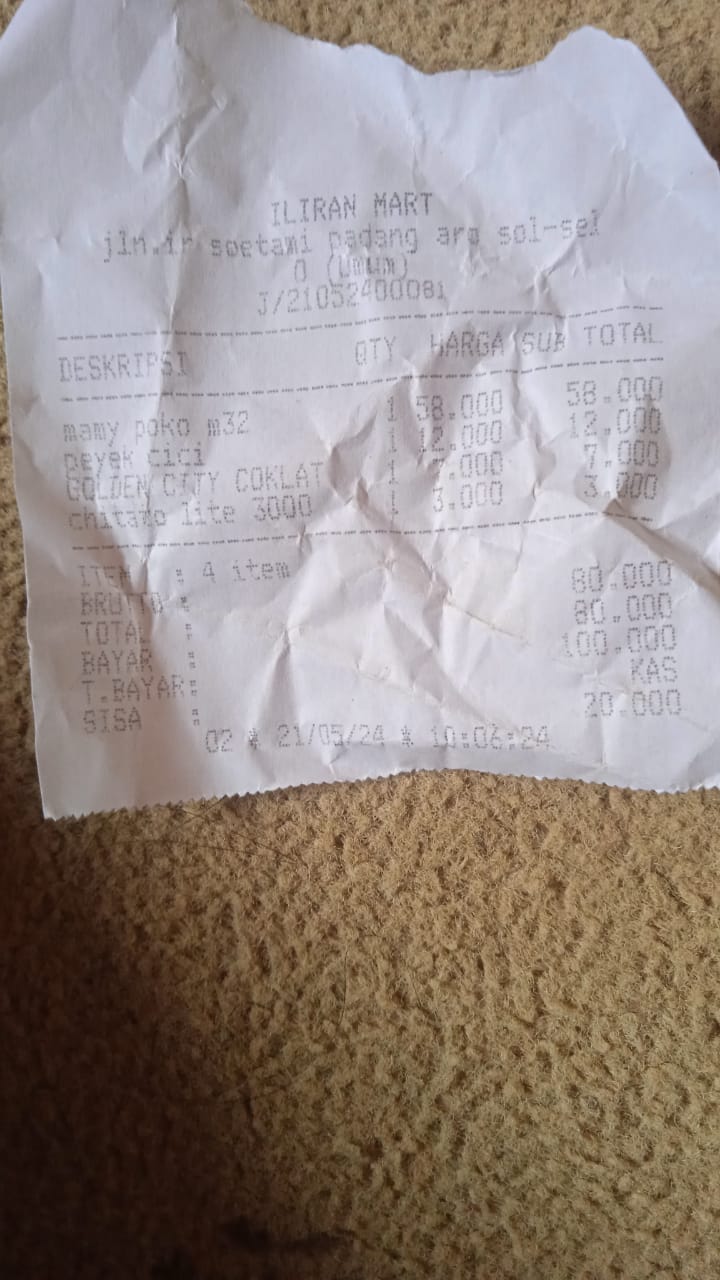 ILIRAN MART
jln.ir soetami padang aro sol-sel
0 (Umum)
J/21052400081
DESKRIPSI QTY HARGA SUB TOTAL
mamy poko m32 1 58.000 58.000
peyek cici 1 12.000 12.000
GOLDEN CITY COKLAT 1 7.000 7.000
chitato lite 3000 1 3.000 3.000
ITEM : 4 item
BRUTTO : 80.000
TOTAL : 80.000
BAYAR : 100.000
T.BAYAR: KAS
SISA : 20.000
02 * 21/05/24 * 10:06:24